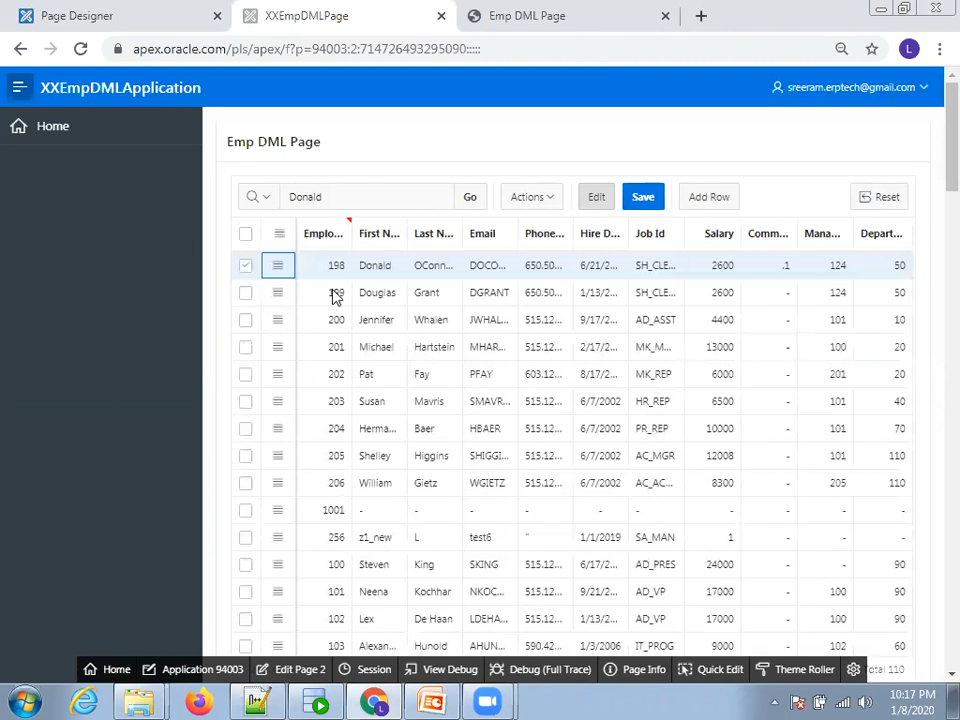 Page Designer
XXEmpDMLPage
Emp DML Page
apex.oracle.com/pls/apex/f?p=94003:2:714726493295090:::::
L
XXEmpDMLApplication
sreeram.erptech@gmail.com
Home
Emp DML Page
Donald Go Actions Edit Save Add Row Reset
Emplo... First N... Last N... Email Phone... Hire D... Job Id Salary Comm... Mana... Depart...
198 Donald OConn... DOCO... 650.50... 6/21/2... SH_CLE... 2600 .1 124 50
199 Douglas Grant DGRANT 650.50... 1/13/2... SH_CLE... 2600 - 124 50
200 Jennifer Whalen JWHAL... 515.12... 9/17/2... AD_ASST 4400 - 101 10
201 Michael Hartstein MHAR... 515.12... 2/17/2... MK_M... 13000 - 100 20
202 Pat Fay PFAY 603.12... 8/17/2... MK_REP 6000 - 201 20
203 Susan Mavris SMAVR... 515.12... 6/7/2002 HR_REP 6500 - 101 40
204 Herma... Baer HBAER 515.12... 6/7/2002 PR_REP 10000 - 101 70
205 Shelley Higgins SHIGGI... 515.12... 6/7/2002 AC_MGR 12008 - 101 110
206 William Gietz WGIETZ 515.12... 6/7/2002 AC_AC... 8300 - 205 110
1001 - - - - - - - - - -
256 z1_new L test6 " 1/1/2019 SA_MAN 1 - - -
100 Steven King SKING 515.12... 6/17/2... AD_PRES 24000 - - 90
101 Neena Kochhar NKOC... 515.12... 9/21/2... AD_VP 17000 - 100 90
102 Lex De Haan LDEHA... 515.12... 1/13/2... AD_VP 17000 - 100 90
103 Alexan... Hunold AHUN... 590.42... 1/3/2006 IT_PROG 9000 - 102 60
Home Application 94003 Edit Page 2 Session View Debug Debug (Full Trace) Page Info Quick Edit Theme Roller Total 110
10:17 PM
1/8/2020